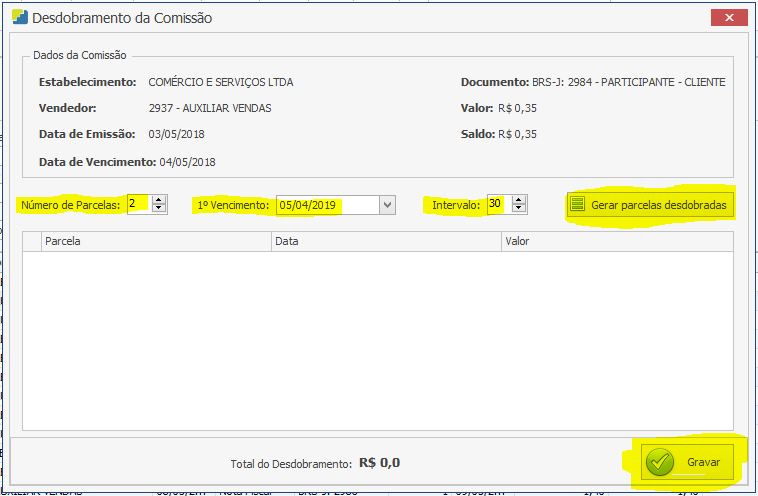 Desdobramento da Comissão
Dados da Comissão
Estabelecimento: COMÉRCIO E SERVIÇOS LTDA Documento: BRS-J: 2984 - PARTICIPANTE - CLIENTE
Vendedor: 2937 - AUXILIAR VENDAS Valor: R$ 0,35
Data de Emissão: 03/05/2018 Saldo: R$ 0,35
Data de Vencimento: 04/05/2018
Número de Parcelas: 2 1º Vencimento: 05/04/2019 Intervalo: 30 Gerar parcelas desdobradas
Parcela Data Valor
Total do Desdobramento: R$ 0,0 Gravar